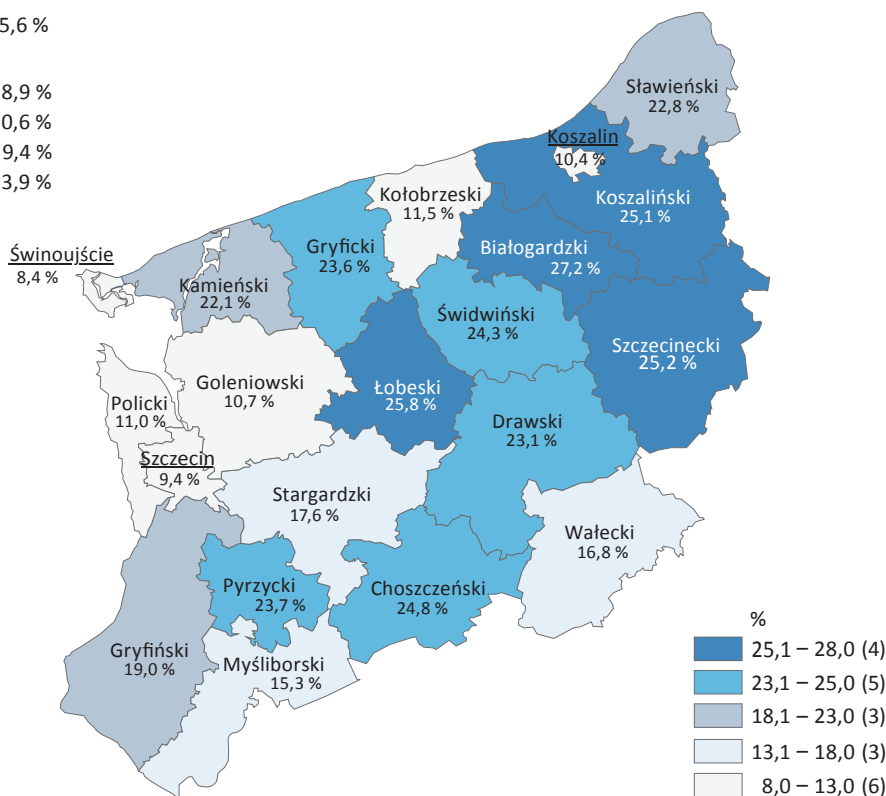 5,6 %
8,9 %
0,6 %
9,4 %
3,9 %
Sławieński
22,8 %
Koszalin
10,4 %
Koszaliński
25,1 %
Kołobrzeski
11,5 %
Białogardzki
27,2 %
Gryficki
23,6 %
Świnoujście
8,4 %
Kamieński
22,1 %
Świdwiński
24,3 %
Szczecinecki
25,2 %
Goleniowski
10,7 %
Łobeski
25,8 %
Policki
11,0 %
Drawski
23,1 %
Szczecin
9,4 %
Stargardzki
17,6 %
Wałecki
16,8 %
Pyrzycki
23,7 %
Choszczeński
24,8 %
Gryfiński
19,0 %
Myśliborski
15,3 %
%
25,1 – 28,0 (4)
23,1 – 25,0 (5)
18,1 – 23,0 (3)
13,1 – 18,0 (3)
8,0 – 13,0 (6)